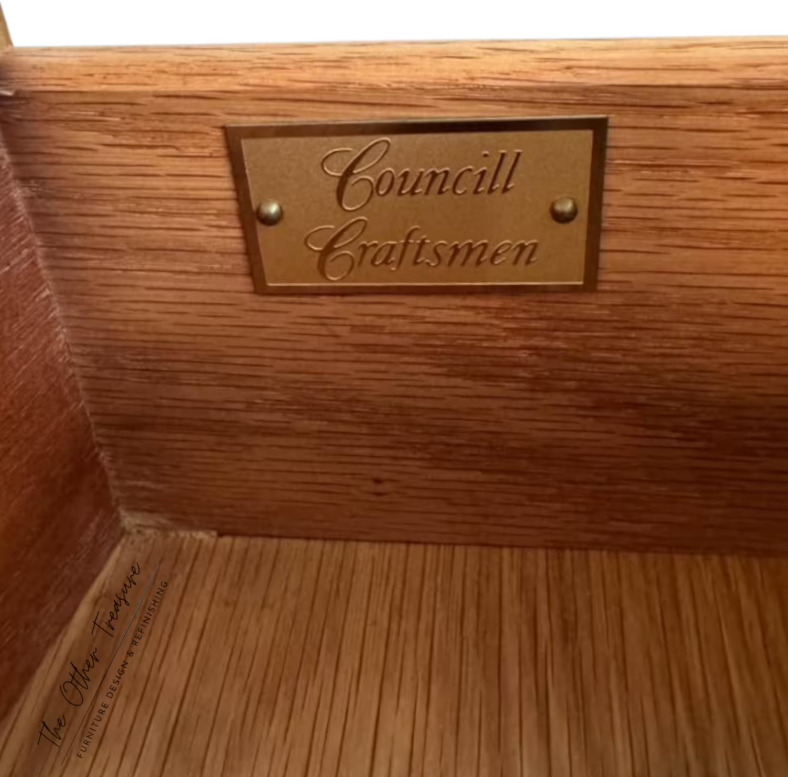 Councill
Craftsmen
The Other Treasure
FURNITURE DESIGN & REFINISHING